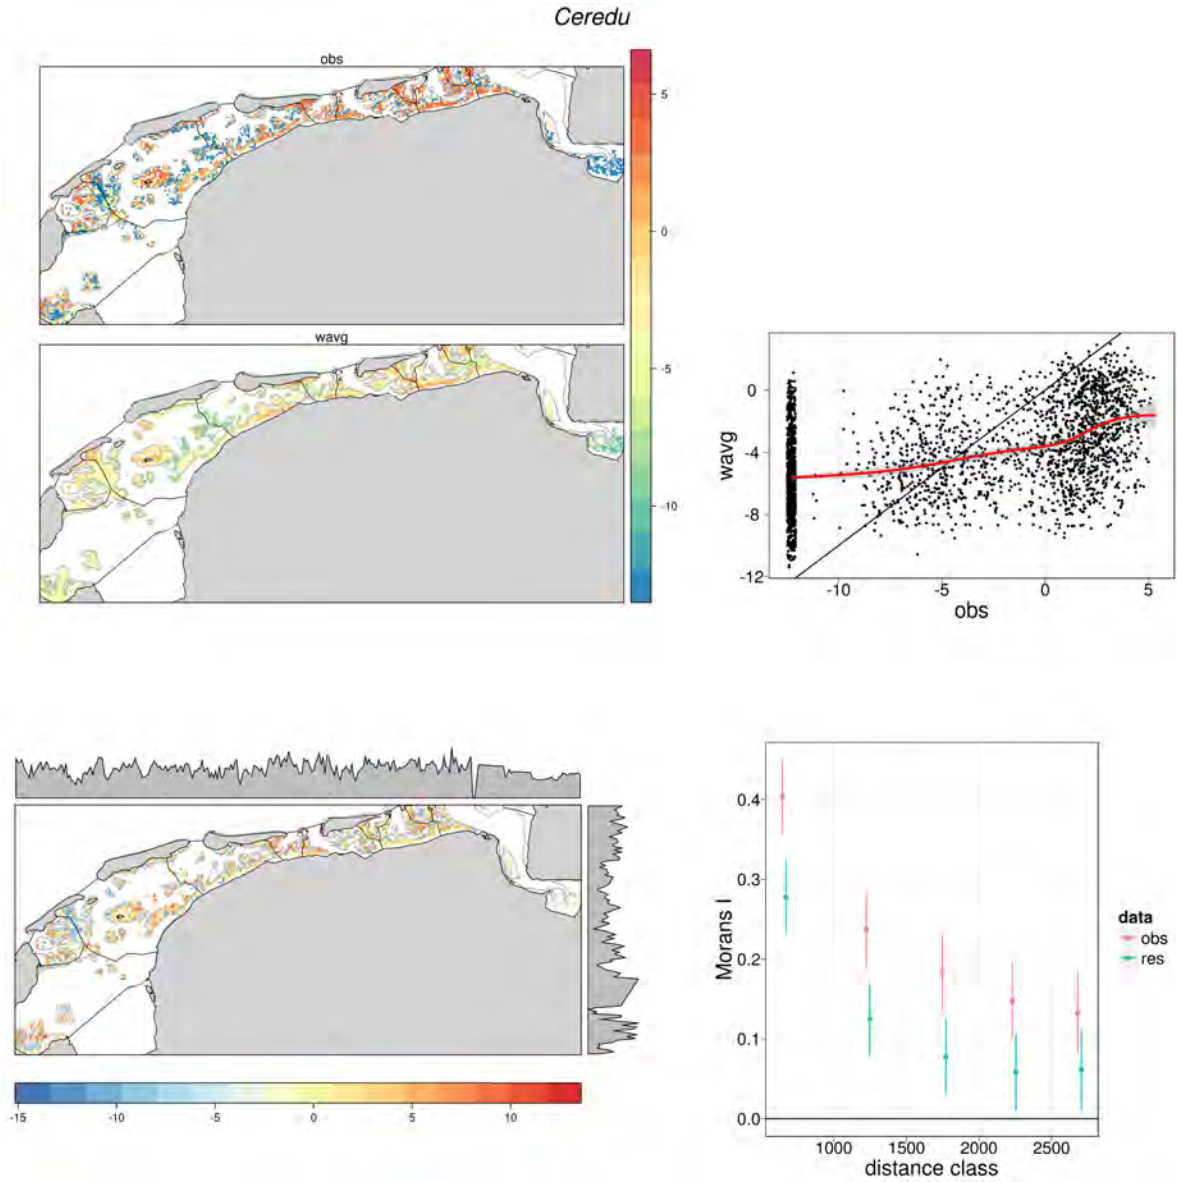 Ceredu
obs
5
0
-5
-10
wavg
0
-4
-8
-12
wavg
-10 -5 0 5
obs
-15 -10 -5 0 5 10
0.4
0.3
0.2
0.1
0.0
Morans I
1000 1500 2000 2500
distance class
data
obs
res